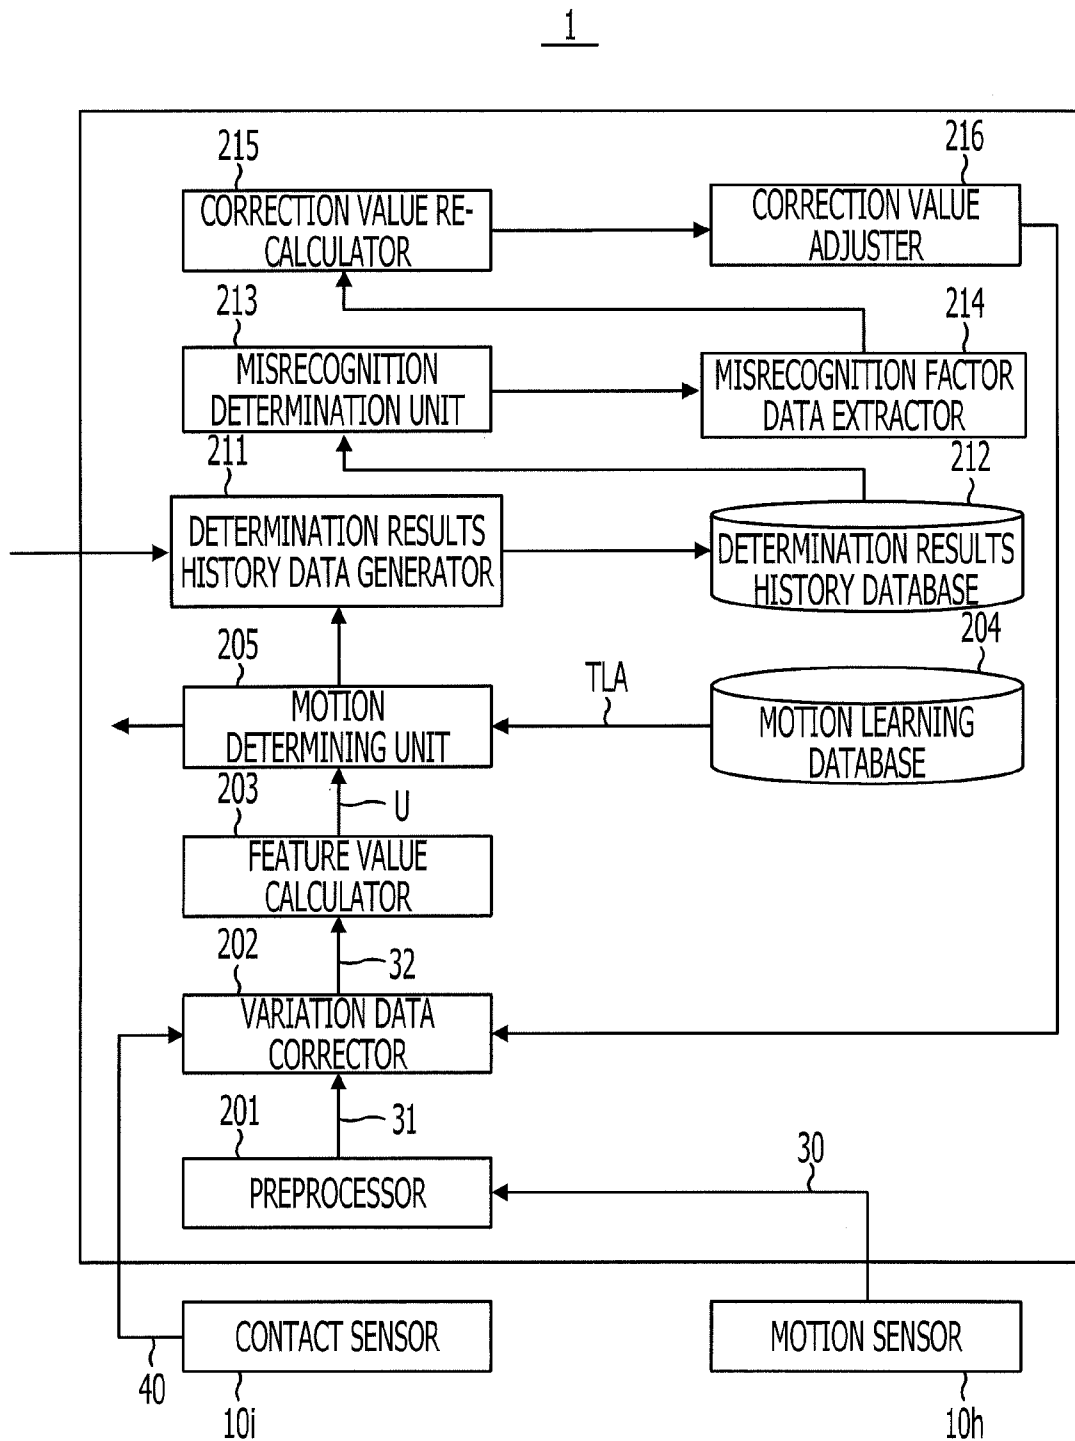 1
215
216
CORRECTION VALUE RE-
CALCULATOR
CORRECTION VALUE
ADJUSTER
213
214
MISRECOGNITION
DETERMINATION UNIT
MISRECOGNITION FACTOR
DATA EXTRACTOR
211
212
DETERMINATION RESULTS
HISTORY DATA GENERATOR
DETERMINATION RESULTS
HISTORY DATABASE
205
204
TLA
MOTION
DETERMINING UNIT
MOTION LEARNING
DATABASE
203
U
FEATURE VALUE
CALCULATOR
202
32
VARIATION DATA
CORRECTOR
201
31
30
PREPROCESSOR
CONTACT SENSOR
MOTION SENSOR
40
10i
10h